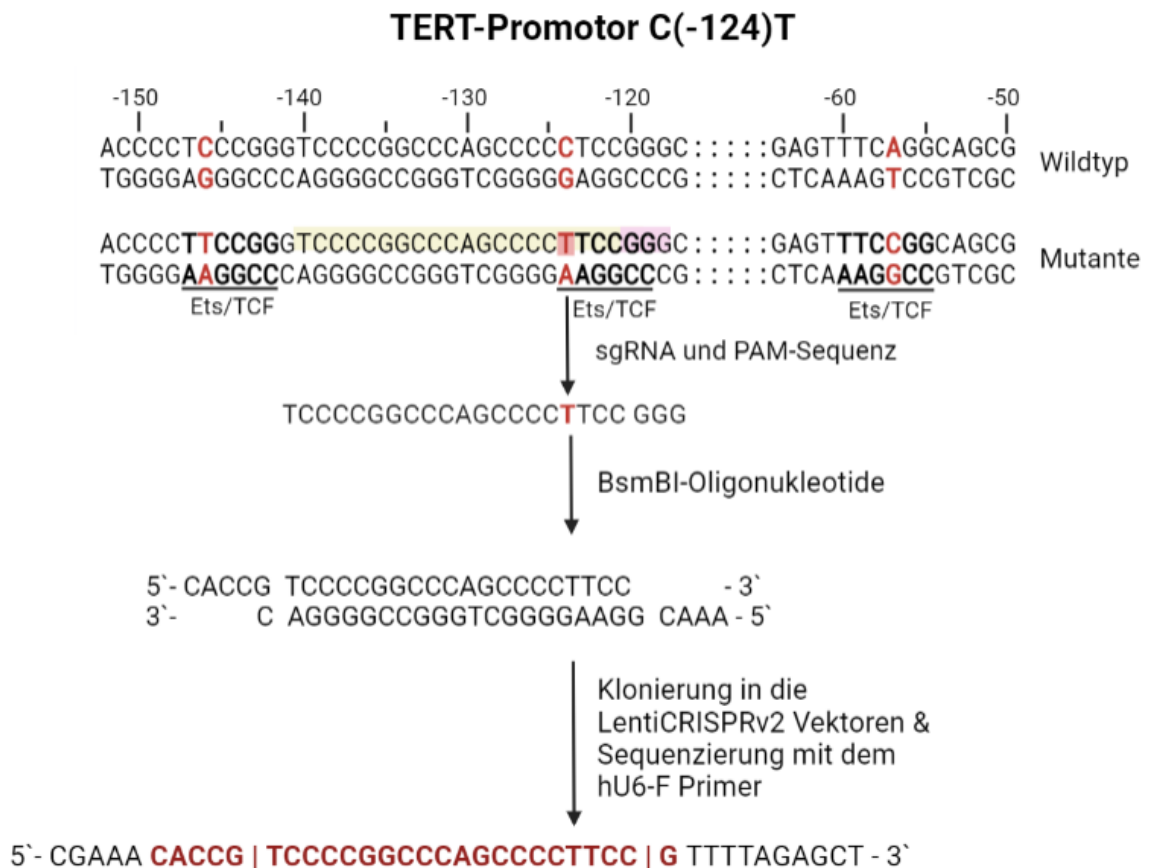 TERT-Promotor C(-124)T
-150 -140 -130 -120 -60 -50
ACCCCTCCCGGGTCCCCGGCCCAGCCCCCTCCGGGC:::::GAGTTTCAGGCAGCG
TGGGGAGGGCCCAGGGGCCGGGTCGGGGGAGGCCCG:::::CTCAAAGTCCGTCGC
Wildtyp
ACCCCTTCCGGGTCCCCGGCCCAGCCCCTTCCGGGC:::::GAGTTTCCGGCAGCG
TGGGGAAGGCCCAGGGGCCGGGTCGGGGAAGGCCCG:::::CTCAAAGGCCGTCGC
Mutante
Ets/TCF Ets/TCF Ets/TCF
sgRNA und PAM-Sequenz
TCCCCGGCCCAGCCCCTTCC GGG
BsmBI-Oligonukleotide
5`- CACCG TCCCCGGCCCAGCCCCTTCC - 3`
3`- C AGGGGCCGGGTCGGGGAAGG CAAA - 5`
Klonierung in die
LentiCRISPRv2 Vektoren &
Sequenzierung mit dem
hU6-F Primer
5`- CGAAA CACCG | TCCCCGGCCCAGCCCCTTCC | G TTTTAGAGCT - 3`